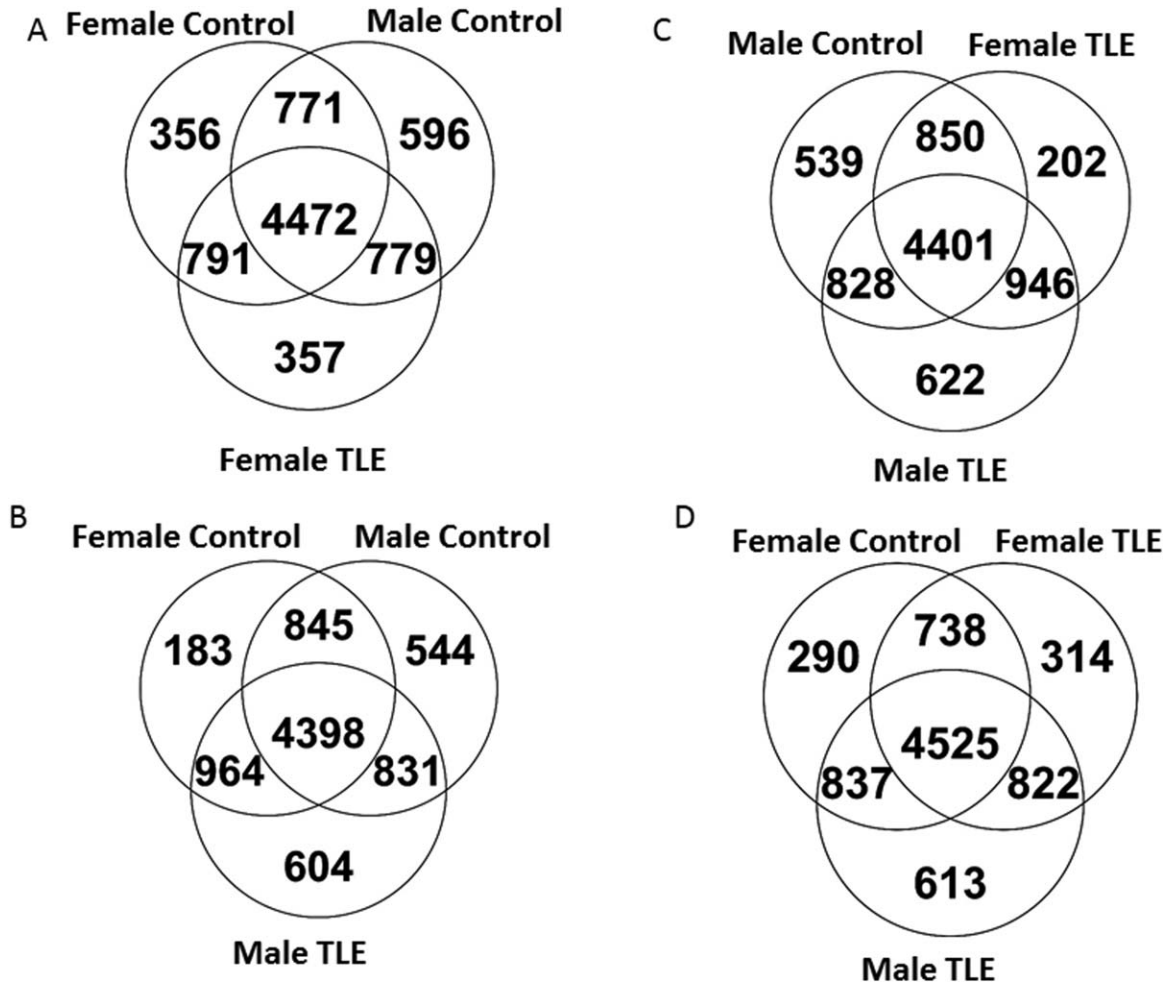 A
Female Control
Male Control
356
771
596
4472
791
779
357
Female TLE
B
Female Control
Male Control
183
845
544
4398
964
831
604
Male TLE
C
Male Control
Female TLE
539
850
202
4401
828
946
622
Male TLE
D
Female Control
Female TLE
290
738
314
4525
837
822
613
Male TLE